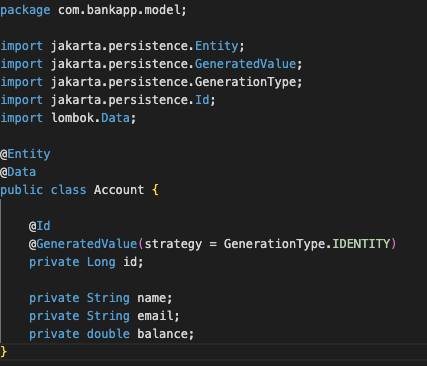 package com.bankapp.model;

import jakarta.persistence.Entity;
import jakarta.persistence.GeneratedValue;
import jakarta.persistence.GenerationType;
import jakarta.persistence.Id;
import lombok.Data;

@Entity
@Data
public class Account {

    @Id
    @GeneratedValue(strategy = GenerationType.IDENTITY)
    private Long id;

    private String name;
    private String email;
    private double balance;
}